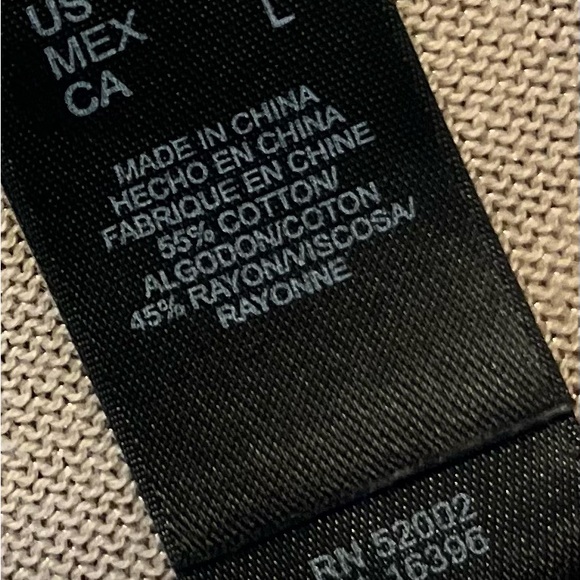 US L
MEX
CA
MADE IN CHINA
HECHO EN CHINA
FABRIQUE EN CHINE
55% COTTON/
ALGODON/COTON
45% RAYON/VISCOSA/
RAYONNE
RN 52002
16396